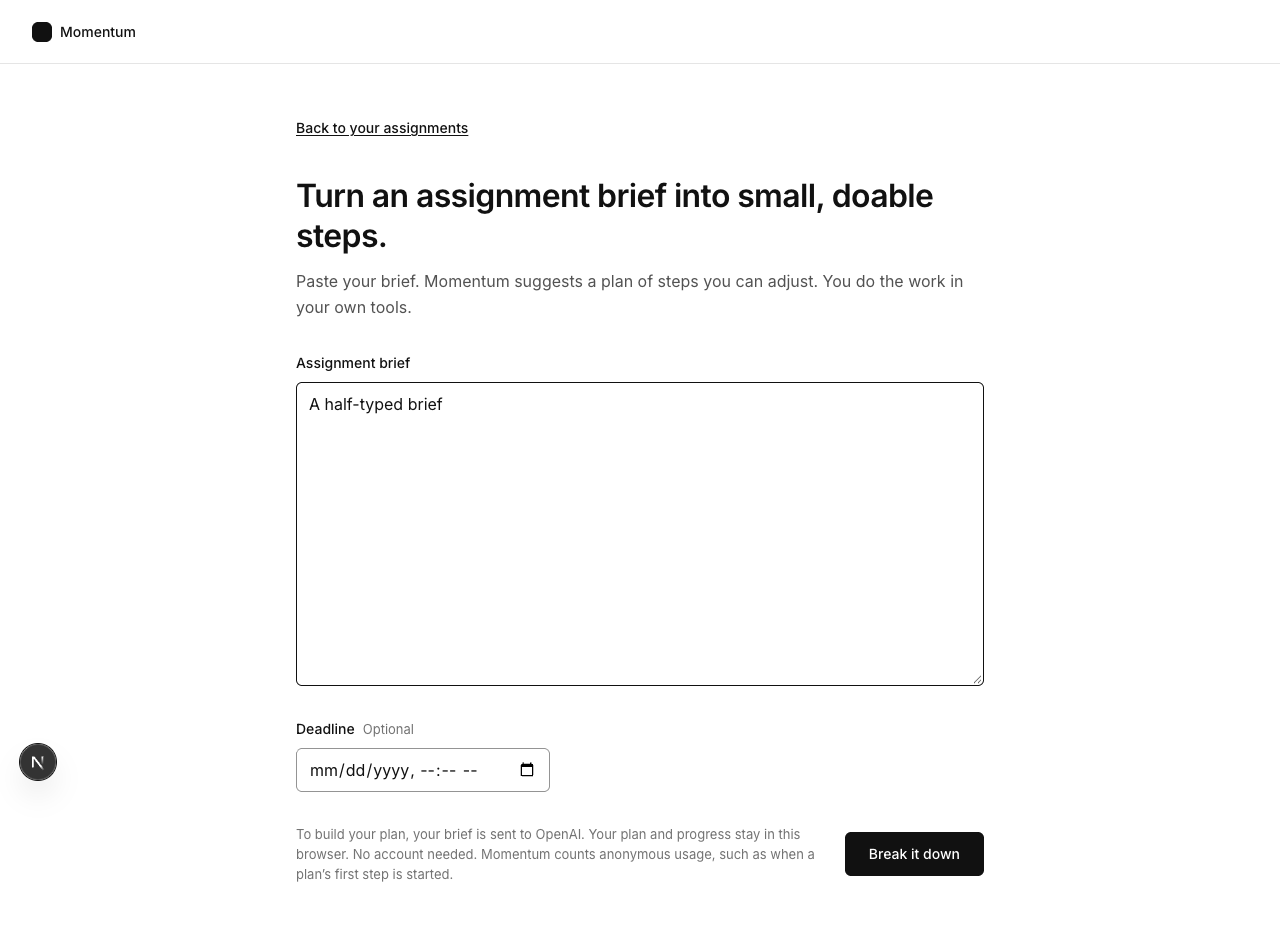 Momentum
Back to your assignments
Turn an assignment brief into small, doable
steps.
Paste your brief. Momentum suggests a plan of steps you can adjust. You do the work in
your own tools.
Assignment brief
A half-typed brief
Deadline Optional
mm/dd/yyyy, --:-- --
To build your plan, your brief is sent to OpenAI. Your plan and progress stay in this
browser. No account needed. Momentum counts anonymous usage, such as when a
plan’s first step is started.
Break it down
N